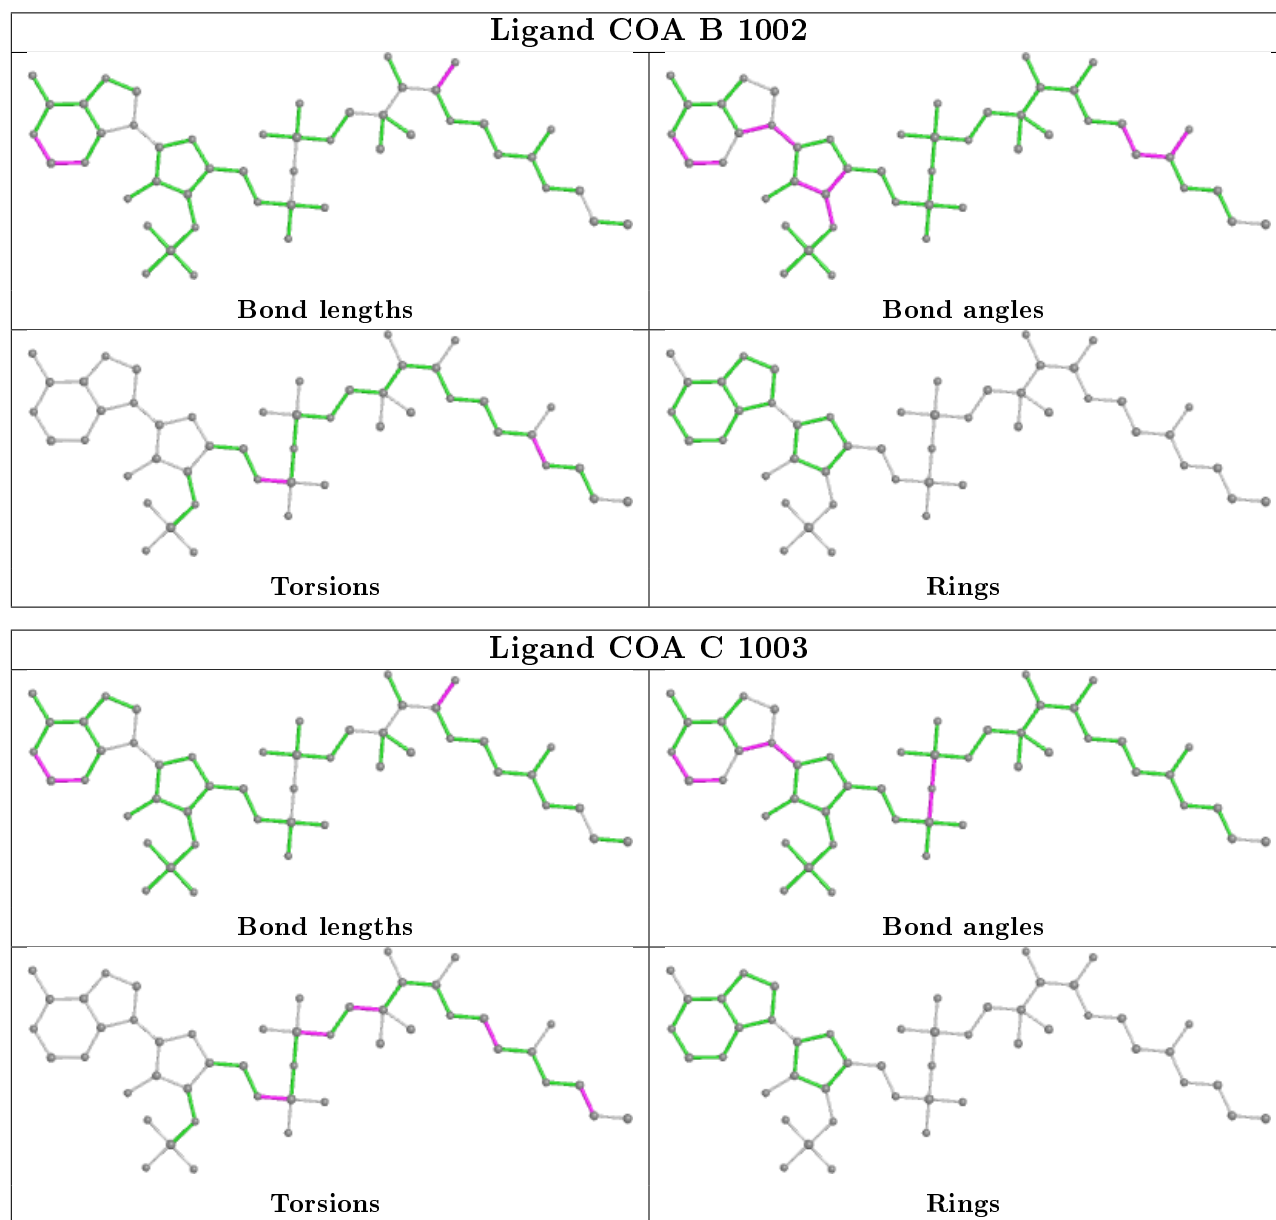 Ligand COA B 1002
Bond lengths
Bond angles
Torsions
Rings
Ligand COA C 1003
Bond lengths
Bond angles
Torsions
Rings